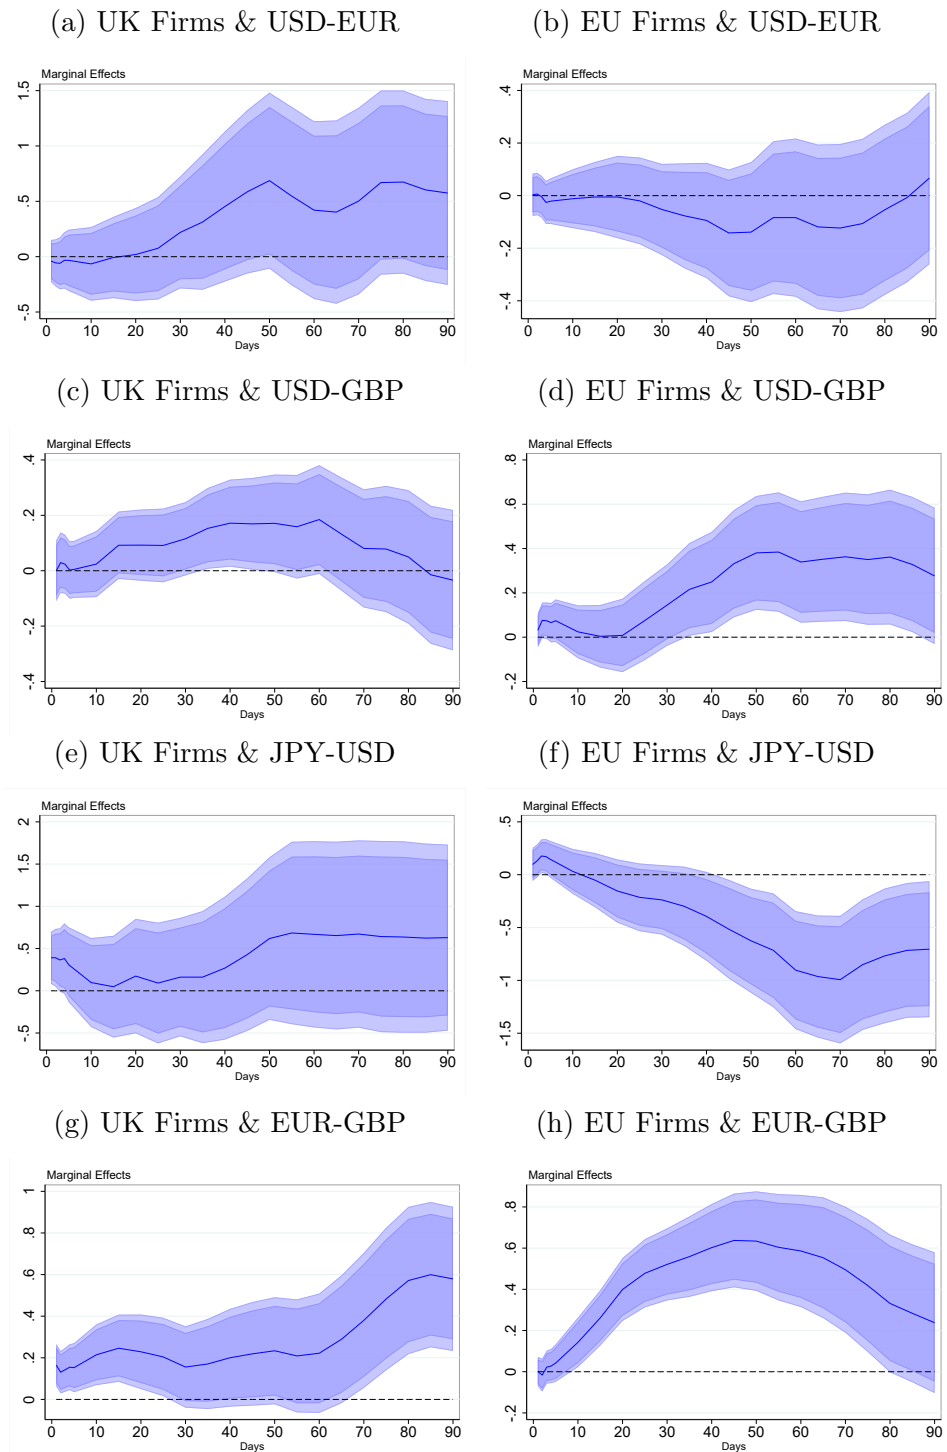 (a) UK Firms & USD-EUR
(b) EU Firms & USD-EUR
Marginal Effects
1.5
1
.5
0
-.5
0 10 20 30 40 50 60 70 80 90
Days
Marginal Effects
.4
.2
0
-.2
-.4
0 10 20 30 40 50 60 70 80 90
Days
(c) UK Firms & USD-GBP
(d) EU Firms & USD-GBP
Marginal Effects
.4
.2
0
-.2
-.4
0 10 20 30 40 50 60 70 80 90
Days
Marginal Effects
.8
.6
.4
.2
0
-.2
0 10 20 30 40 50 60 70 80 90
Days
(e) UK Firms & JPY-USD
(f) EU Firms & JPY-USD
Marginal Effects
2
1.5
1
.5
0
-.5
0 10 20 30 40 50 60 70 80 90
Days
Marginal Effects
.5
0
-.5
-1
-1.5
0 10 20 30 40 50 60 70 80 90
Days
(g) UK Firms & EUR-GBP
(h) EU Firms & EUR-GBP
Marginal Effects
1
.8
.6
.4
.2
0
0 10 20 30 40 50 60 70 80 90
Days
Marginal Effects
.8
.6
.4
.2
0
-.2
0 10 20 30 40 50 60 70 80 90
Days